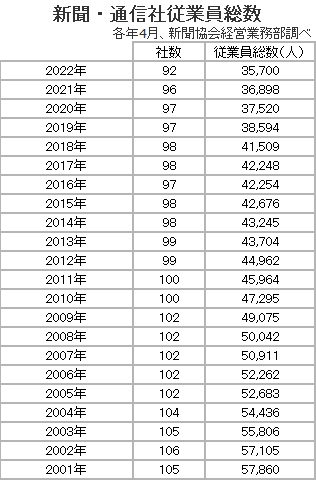 新聞・通信社従業員総数
各年4月、新聞協会経営業務部調べ
社数 従業員総数(人)
2022年 92 35,700
2021年 96 36,898
2020年 97 37,520
2019年 97 38,594
2018年 98 41,509
2017年 98 42,248
2016年 97 42,254
2015年 98 42,676
2014年 98 43,245
2013年 99 43,704
2012年 99 44,962
2011年 100 45,964
2010年 100 47,295
2009年 102 49,075
2008年 102 50,042
2007年 102 50,911
2006年 102 52,262
2005年 102 52,683
2004年 104 54,436
2003年 105 55,806
2002年 106 57,105
2001年 105 57,860